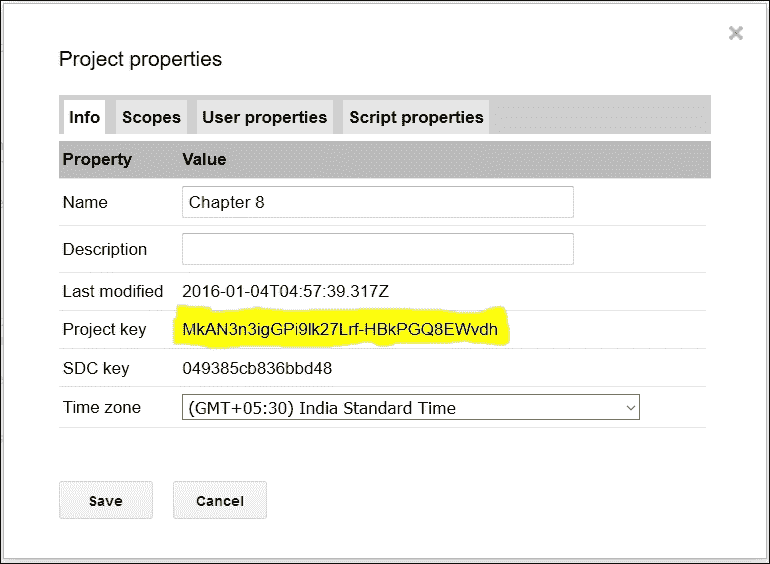 Project properties
Info Scopes User properties Script properties
Property Value
Name Chapter 8
Description
Last modified 2016-01-04T04:57:39.317Z
Project key MkAN3n3igGPi9lk27Lrf-HBkPGQ8EWvdh
SDC key 049385cb836bbd48
Time zone (GMT+05:30) India Standard Time
Save Cancel